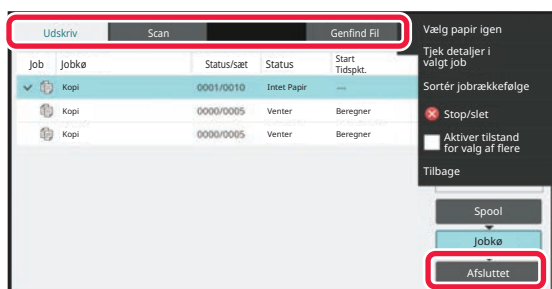 Udskriv Scan Genfind Fil
Job Jobkø Status/sæt Status Start
Tidspkt.
Kopi 0001/0010 Intet Papir ---
Kopi 0000/0005 Venter Beregner
Kopi 0000/0005 Venter Beregner
Vælg papir igen
Tjek detaljer i
valgt job
Sortér jobrækkefølge
Stop/slet
Aktiver tilstand
for valg af flere
Tilbage
Spool
Jobkø
Afsluttet